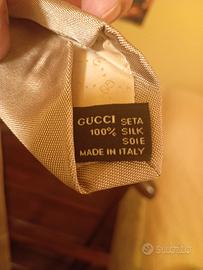 GUCCI SETA
100% SILK
SOIE
MADE IN ITALY
Subito